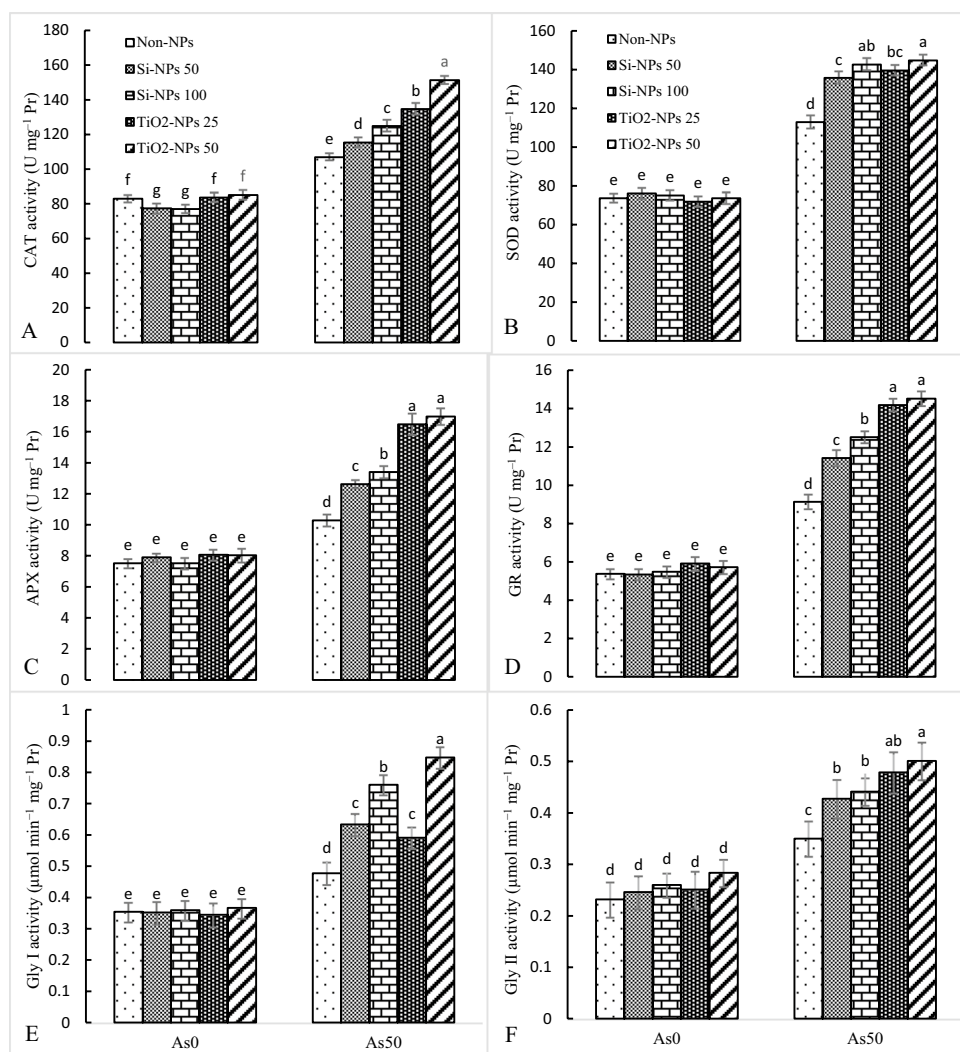 CAT activity (U mg⁻¹ Pr)
180
160
140
120
100
80
60
40
20
0
Non-NPs
Si-NPs 50
Si-NPs 100
TiO2-NPs 25
TiO2-NPs 50
f g g f f
e d c b a
A
SOD activity (U mg⁻¹ Pr)
160
140
120
100
80
60
40
20
0
Non-NPs
Si-NPs 50
Si-NPs 100
TiO2-NPs 25
TiO2-NPs 50
e e e e e
d c ab bc a
B
APX activity (U mg⁻¹ Pr)
20
18
16
14
12
10
8
6
4
2
0
e e e e e
d c b a a
C
GR activity (U mg⁻¹ Pr)
16
14
12
10
8
6
4
2
0
e e e e e
d c b a a
D
Gly I activity (µmol min⁻¹ mg⁻¹ Pr)
1
0.9
0.8
0.7
0.6
0.5
0.4
0.3
0.2
0.1
0
e e e e e
d c b c a
E
As0 As50
Gly II activity (µmol min⁻¹ mg⁻¹ Pr)
0.6
0.5
0.4
0.3
0.2
0.1
0
d d d d d
c b b ab a
F
As0 As50